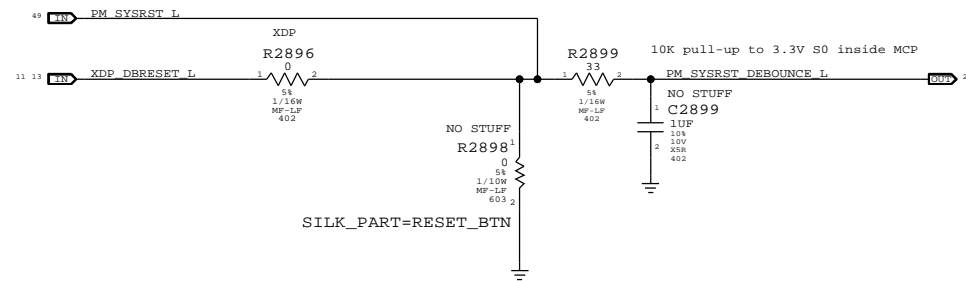 49 IN PM_SYSRST_L
XDP
R2896
0
5%
1/16W
MF-LF
402
11 13 IN XDP_DBRESET_L
1 2
R2899
33
1 2
5%
1/16W
MF-LF
402
10K pull-up to 3.3V S0 inside MCP
PM_SYSRST_DEBOUNCE_L
OUT 2
NO STUFF
C2899
1
1UF
10%
10V
X5R
402
2
NO STUFF
R2898
1
0
5%
1/10W
MF-LF
603
2
SILK_PART=RESET_BTN